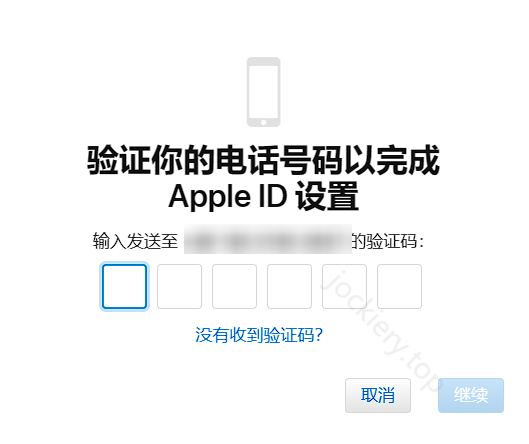 验证你的电话号码以完成
Apple ID 设置
输入发送至 的验证码：
没有收到验证码？
jockiery.top
取消
继续